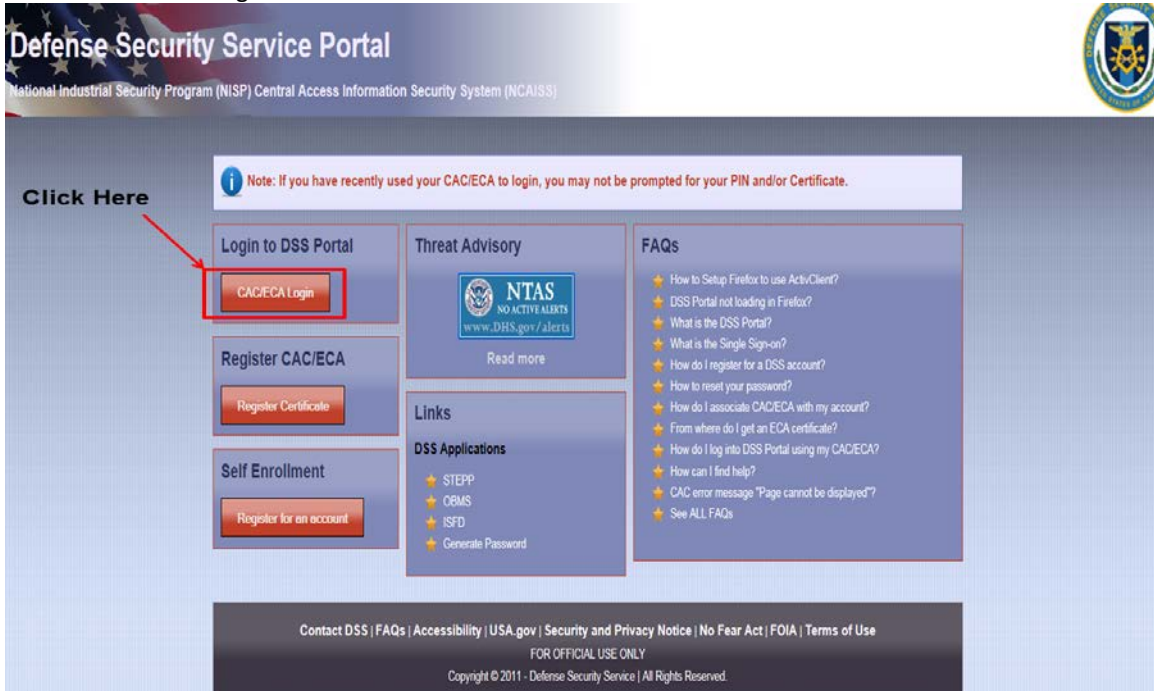 Defense Security Service Portal
National Industrial Security Program (NISP) Central Access Information Security System (NCAISS)
Note: If you have recently used your CAC/ECA to login, you may not be prompted for your PIN and/or Certificate.
Click Here
Login to DSS Portal
CAC/ECA Login
Register CAC/ECA
Register Certificate
Self Enrollment
Register for an account
Threat Advisory
NTAS
NO ACTIVE ALERTS
www.DHS.gov/alerts
Read more
Links
DSS Applications
STEPP
OBMS
ISFD
Generate Password
FAQs
How to Setup Firefox to use ActivClient?
DSS Portal not loading in Firefox?
What is the DSS Portal?
What is the Single Sign-on?
How do I register for a DSS account?
How to reset your password?
How do I associate CAC/ECA with my account?
From where do I get an ECA certificate?
How do I log into DSS Portal using my CAC/ECA?
How can I find help?
CAC error message "Page cannot be displayed"?
See ALL FAQs
Contact DSS | FAQs | Accessibility | USA.gov | Security and Privacy Notice | No Fear Act | FOIA | Terms of Use
FOR OFFICIAL USE ONLY
Copyright © 2011 - Defense Security Service | All Rights Reserved.